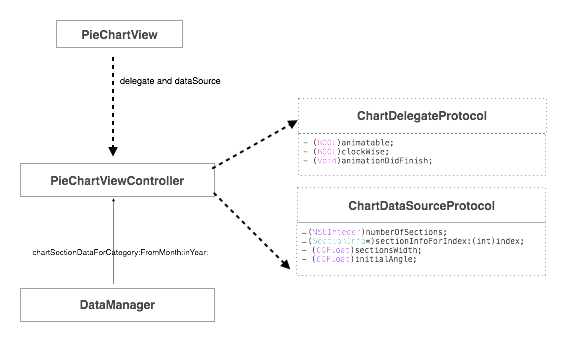 PieChartView
delegate and dataSource
ChartDelegateProtocol
- (BOOL)animatable;
- (BOOL)clockWise;
- (void)animationDidFinish;
PieChartViewController
ChartDataSourceProtocol
-(NSUInteger)numberOfSections;
-(SectionInfo*)sectionInfoForIndex:(int)index;
- (CGFloat)sectionsWidth;
- (CGFloat)initialAngle;
chartSectionDataForCategory:FromMonth:inYear:
DataManager